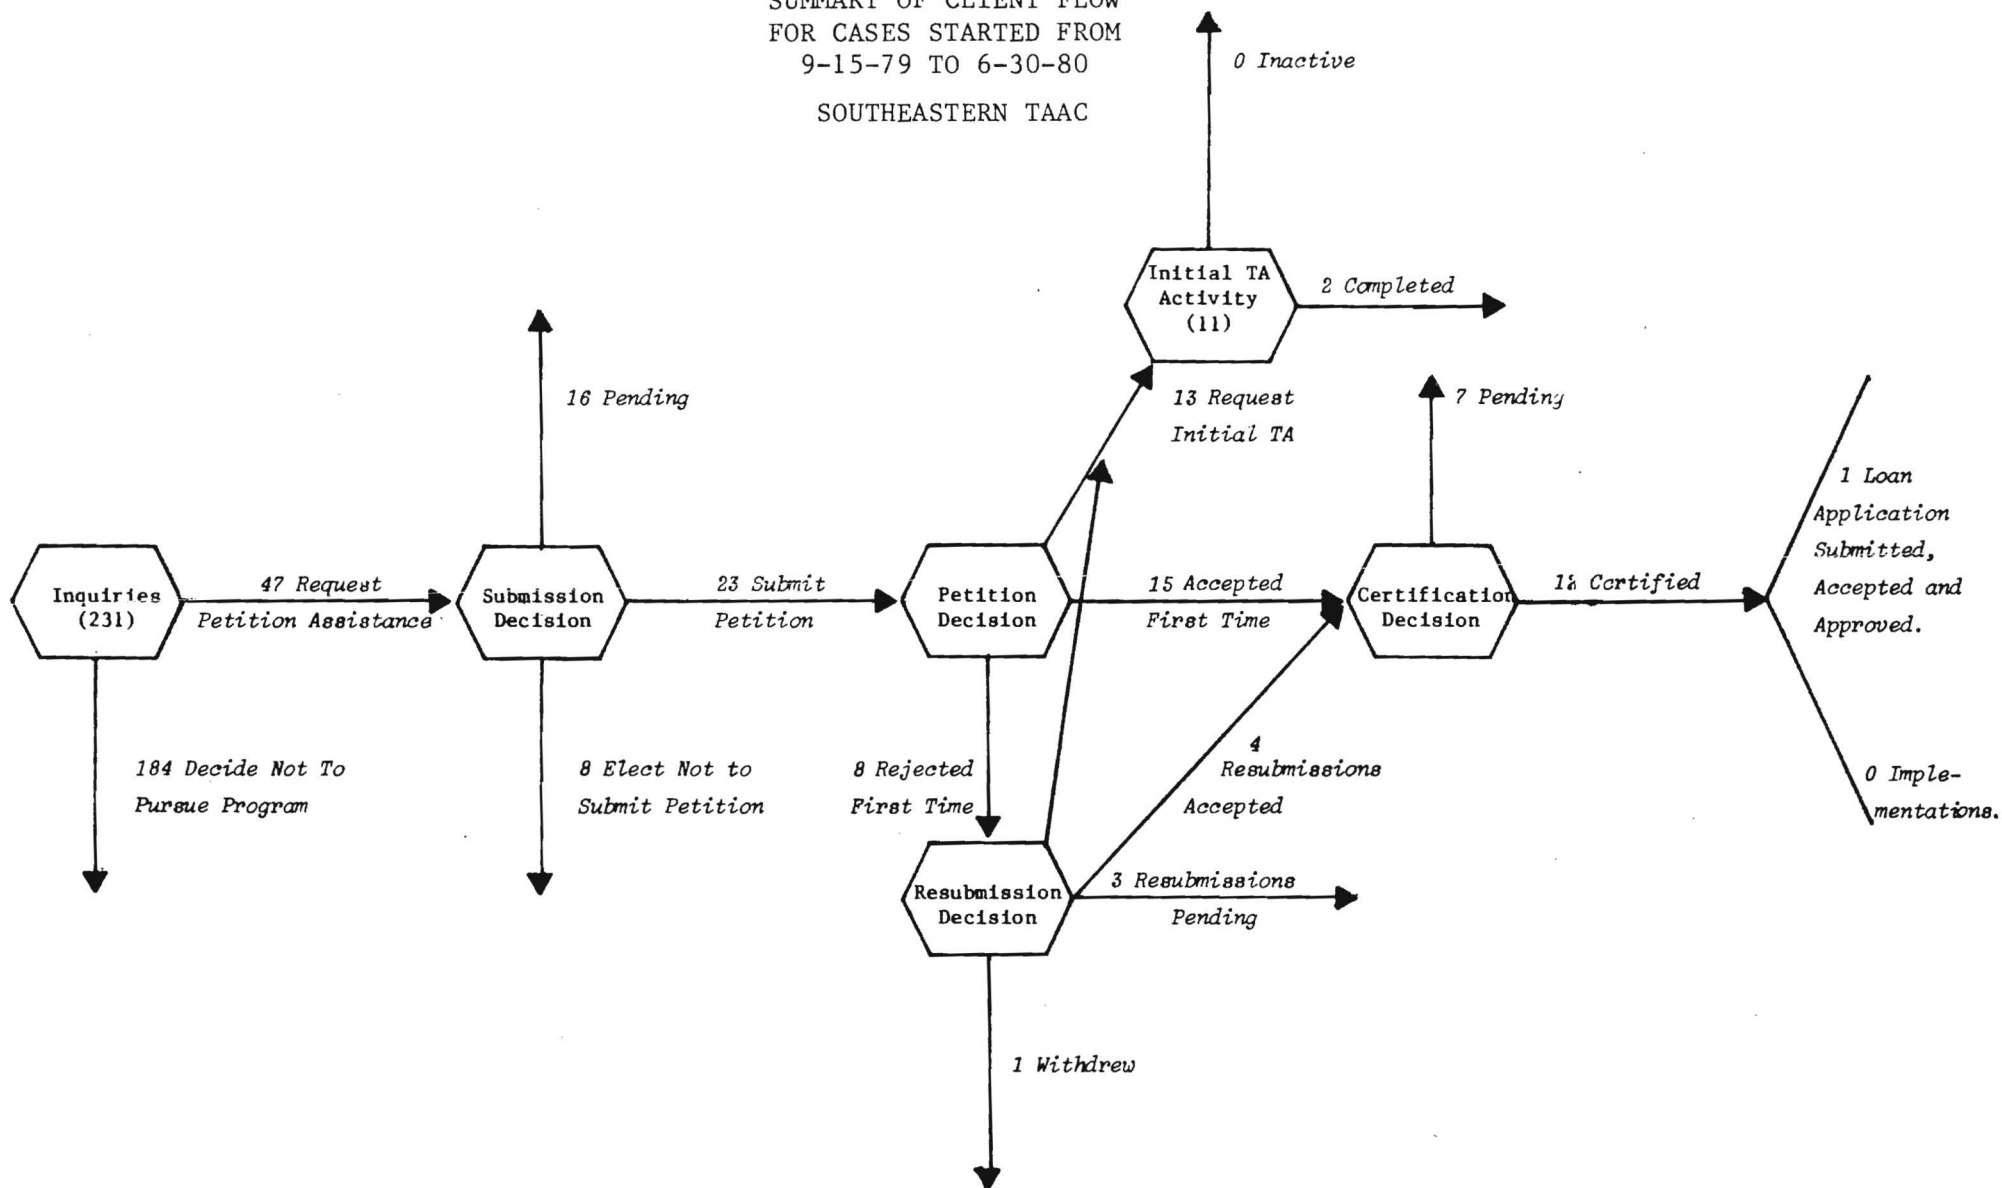 SUMMARY OF CLIENT FLOW
FOR CASES STARTED FROM
9-15-79 TO 6-30-80
SOUTHEASTERN TAAC
0 Inactive
Initial TA
Activity
(11)
2 Completed
13 Request
Initial TA
16 Pending
7 Pending
Inquiries
(231)
47 Request
Petition Assistance
Submission
Decision
23 Submit
Petition
Petition
Decision
15 Accepted
First Time
Certification
Decision
Certified
1 Loan
Application
Submitted,
Accepted and
Approved.
184 Decide Not To
Pursue Program
8 Elect Not to
Submit Petition
8 Rejected
First Time
4
Resubmissions
Accepted
0 Imple-
mentations.
Resubmission
Decision
3 Resubmissions
Pending
1 Withdrew